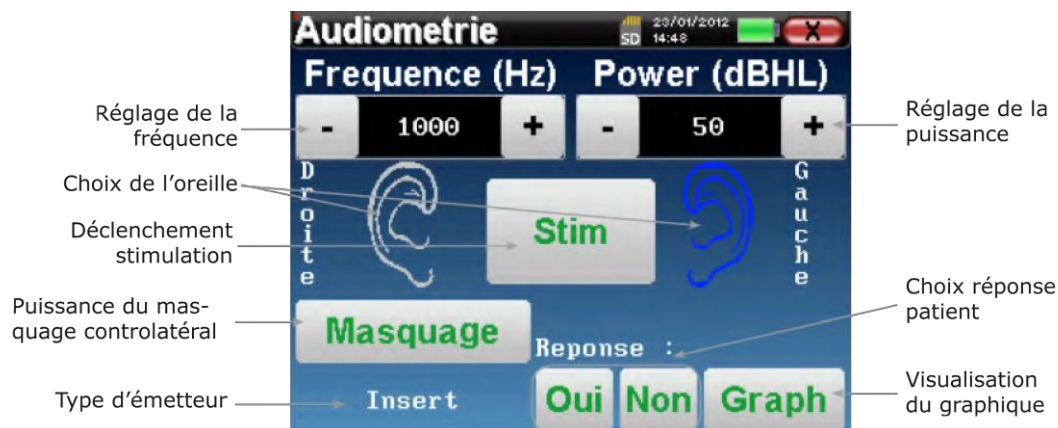 Audiometrie
SD
23/01/2012
14:48
X
Frequence (Hz)
Power (dBHL)
Réglage de la
fréquence
- 1000 +
- 50 +
Réglage de la
puissance
Choix de l'oreille
Droite
Gauche
Déclenchement
stimulation
Stim
Puissance du mas-
quage controlatéral
Masquage
Choix réponse
patient
Reponse :
Type d'émetteur
Insert
Oui
Non
Graph
Visualisation
du graphique